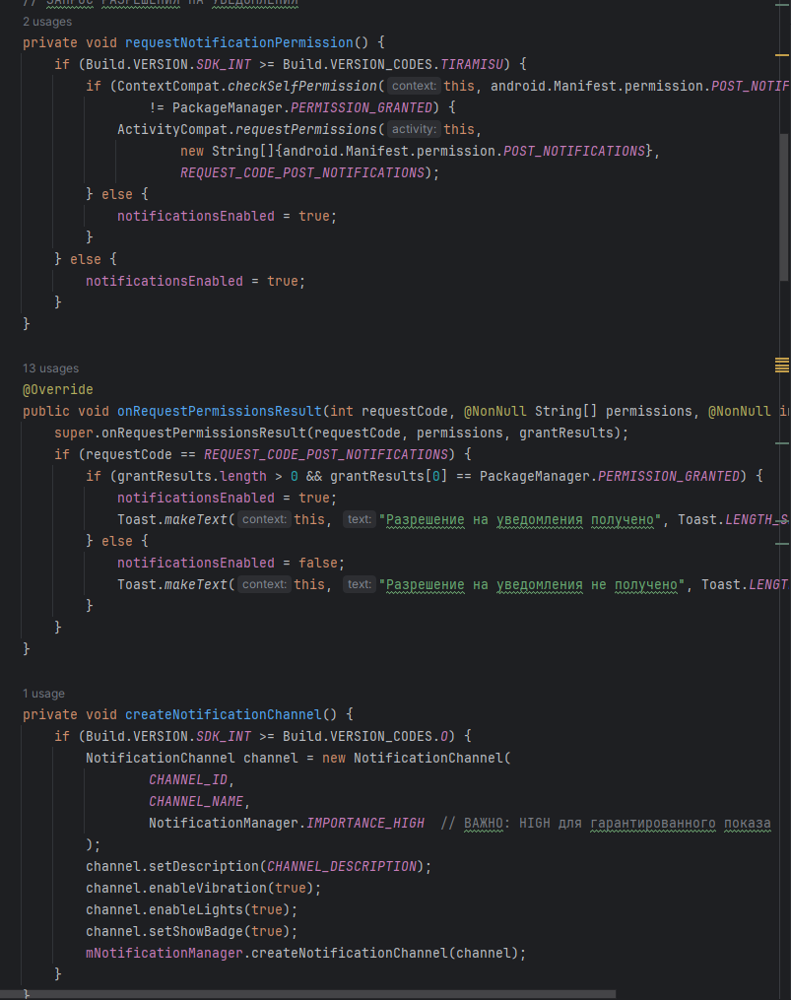 // ЗАПРОС РАЗРЕШЕНИЯ НА УВЕДОМЛЕНИЯ
2 usages
private void requestNotificationPermission() {
if (Build.VERSION.SDK_INT >= Build.VERSION_CODES.TIRAMISU) {
if (ContextCompat.checkSelfPermission( context: this, android.Manifest.permission.POST_NOTIF
!= PackageManager.PERMISSION_GRANTED) {
ActivityCompat.requestPermissions( activity: this,
new String[]{android.Manifest.permission.POST_NOTIFICATIONS},
REQUEST_CODE_POST_NOTIFICATIONS);
} else {
notificationsEnabled = true;
}
} else {
notificationsEnabled = true;
}
}
13 usages
@Override
public void onRequestPermissionsResult(int requestCode, @NonNull String[] permissions, @NonNull i
super.onRequestPermissionsResult(requestCode, permissions, grantResults);
if (requestCode == REQUEST_CODE_POST_NOTIFICATIONS) {
if (grantResults.length > 0 && grantResults[0] == PackageManager.PERMISSION_GRANTED) {
notificationsEnabled = true;
Toast.makeText( context: this, text: "Разрешение на уведомления получено", Toast.LENGTH_S
} else {
notificationsEnabled = false;
Toast.makeText( context: this, text: "Разрешение на уведомления не получено", Toast.LENGT
}
}
}
1 usage
private void createNotificationChannel() {
if (Build.VERSION.SDK_INT >= Build.VERSION_CODES.O) {
NotificationChannel channel = new NotificationChannel(
CHANNEL_ID,
CHANNEL_NAME,
NotificationManager.IMPORTANCE_HIGH // ВАЖНО: HIGH для гарантированного показа
);
channel.setDescription(CHANNEL_DESCRIPTION);
channel.enableVibration(true);
channel.enableLights(true);
channel.setShowBadge(true);
mNotificationManager.createNotificationChannel(channel);
}
}